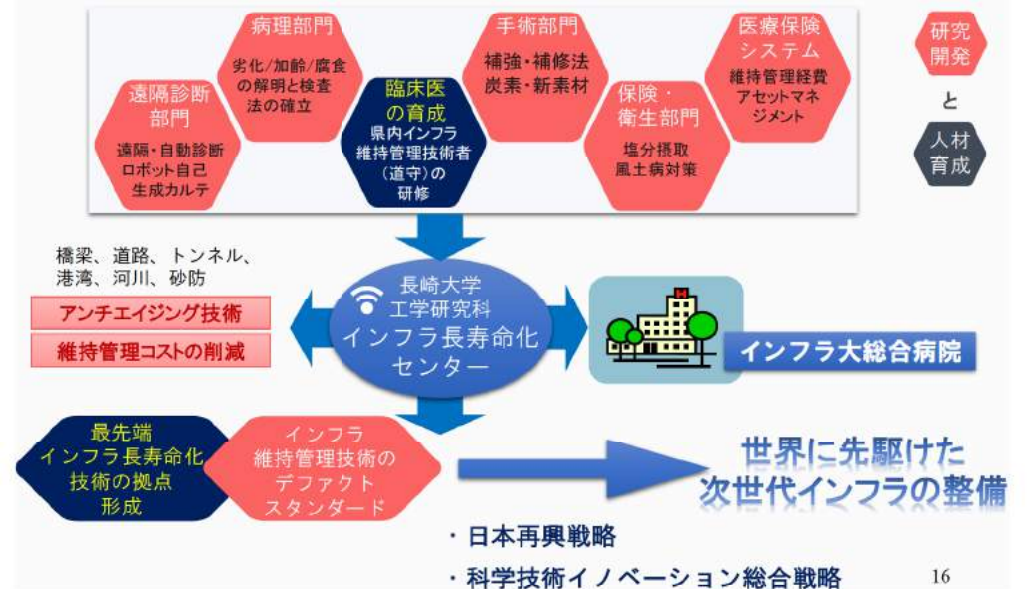 遠隔診断
部門
遠隔・自動診断
ロボット自己
生成カルテ
病理部門
劣化/加齢/腐食
の解明と検査
法の確立
臨床医
の育成
県内インフラ
維持管理技術者
(道守)の
研修
手術部門
補強・補修法
炭素・新素材
保険・
衛生部門
塩分摂取
風土病対策
医療保険
システム
維持管理経費
アセットマネ
ジメント
研究
開発
と
人材
育成
橋梁、道路、トンネル、
港湾、河川、砂防
アンチエイジング技術
維持管理コストの削減
長崎大学
工学研究科
インフラ長寿命化
センター
H
インフラ大総合病院
最先端
インフラ長寿命化
技術の拠点
形成
インフラ
維持管理技術の
デファクト
スタンダード
世界に先駆けた
次世代インフラの整備
・日本再興戦略
・科学技術イノベーション総合戦略
16